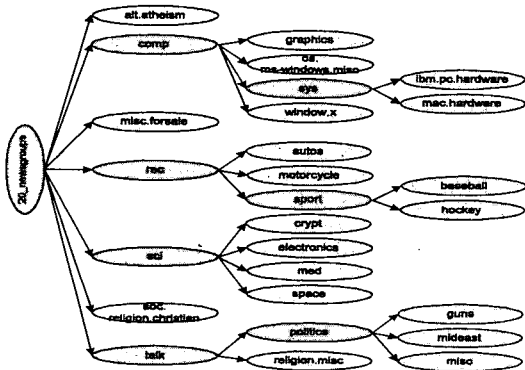 alt.atheism
comp
graphics
os.
ms-windows.misc
sys
ibm.pc.hardware
mac.hardware
window.x
misc.forsale
20_newsgroups
rec
autos
motorcycle
sport
baseball
hockey
sci
crypt
electronics
med
space
soc.
religion.christian
talk
politics
guns
mideast
misc
religion.misc